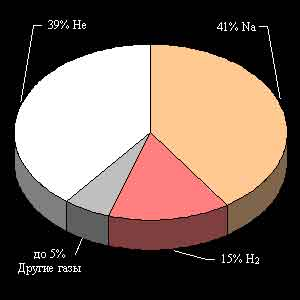 39% He
41% Na
до 5%
Другие газы
15% H₂